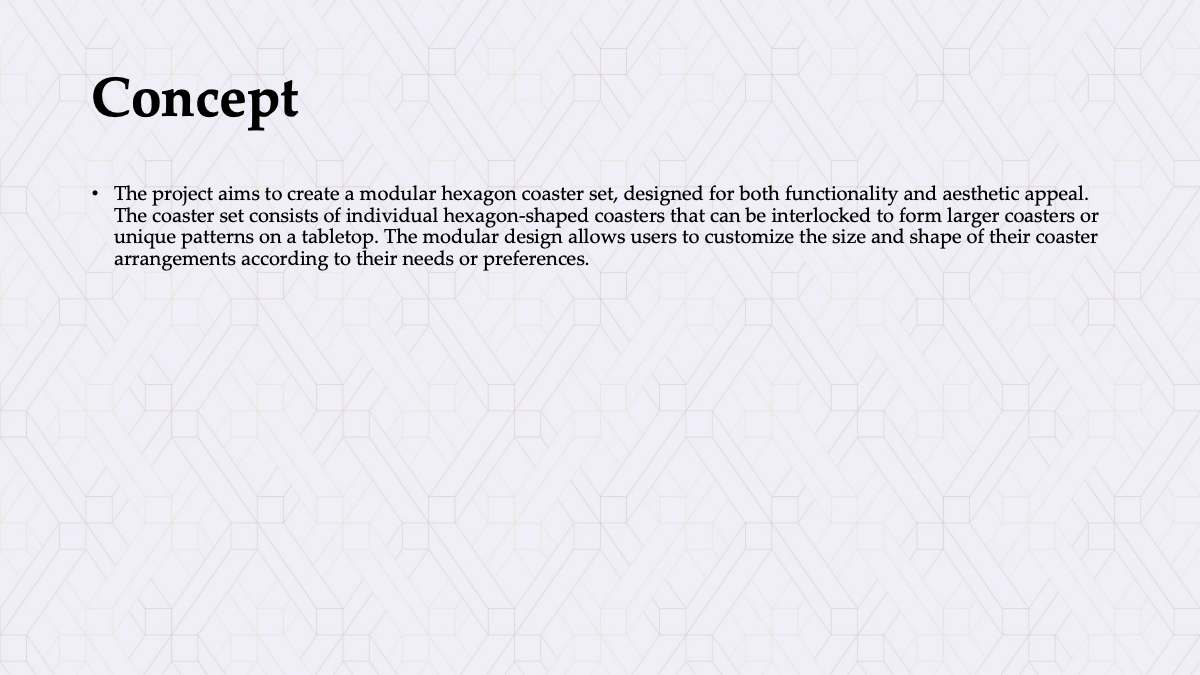 Concept
• The project aims to create a modular hexagon coaster set, designed for both functionality and aesthetic appeal.
The coaster set consists of individual hexagon-shaped coasters that can be interlocked to form larger coasters or
unique patterns on a tabletop. The modular design allows users to customize the size and shape of their coaster
arrangements according to their needs or preferences.